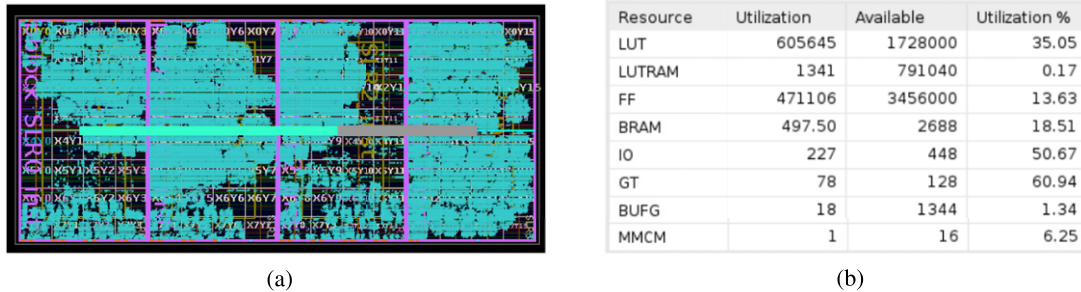 Resource Utilization Available Utilization %
LUT 605645 1728000 35.05
LUTRAM 1341 791040 0.17
FF 471106 3456000 13.63
BRAM 497.50 2688 18.51
IO 227 448 50.67
GT 78 128 60.94
BUFG 18 1344 1.34
MMCM 1 16 6.25
(a) (b)